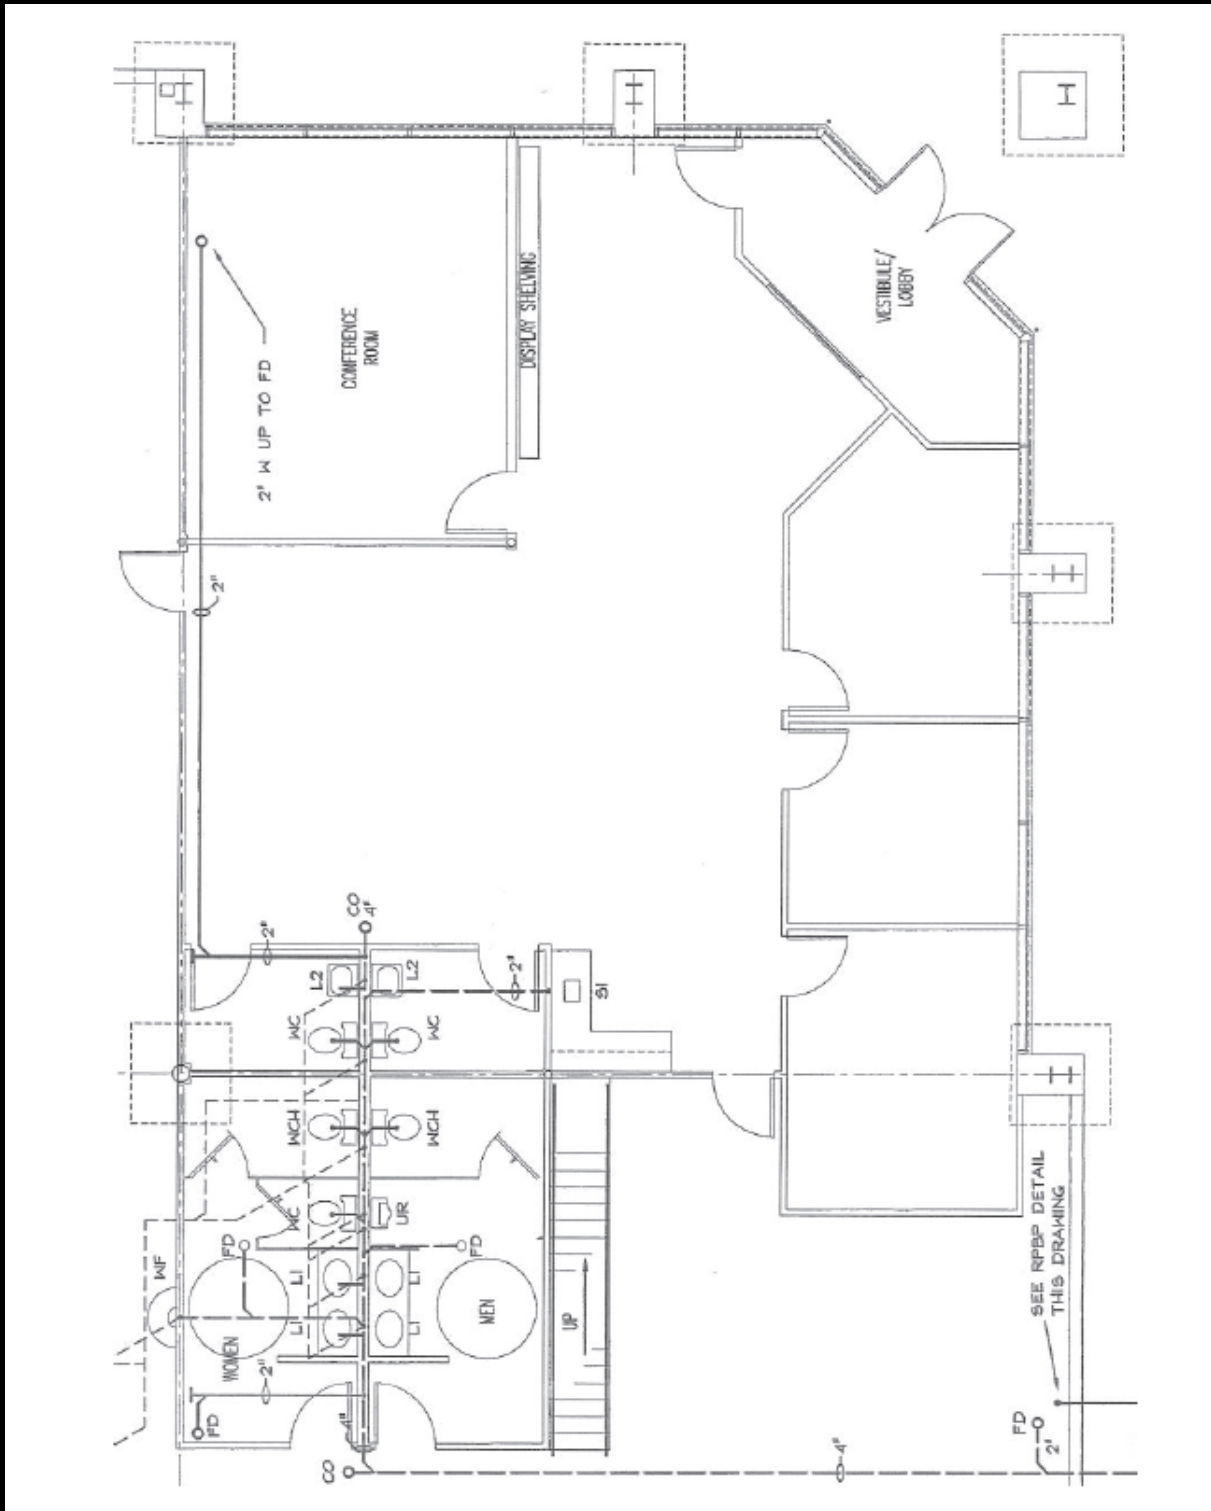 2" W UP TO FD
CONFERENCE
ROOM
DISPLAY SHELVING
VESTIBULE/
LOBBY
2"
CO
4"
2"
L2
L2
2"
S1
WC
WC
WCH
WCH
WC
UR
FD
FD
WF
L1
L1
L1
L1
WOMEN
MEN
UP
2"
FD
4"
CO
4"
SEE RPBP DETAIL
THIS DRAWING
FD
2"